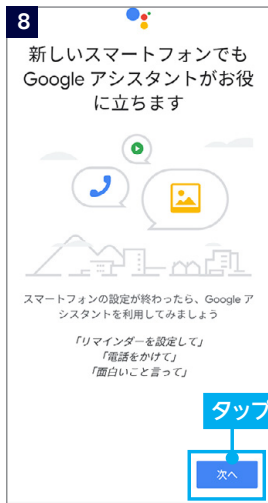 8
新しいスマートフォンでも
Google アシスタントがお役
に立ちます
スマートフォンの設定が終わったら、Google ア
シスタントを利用してみましょう
「リマインダーを設定して」
「電話をかけて」
「面白いこと言って」
タップ
次へ